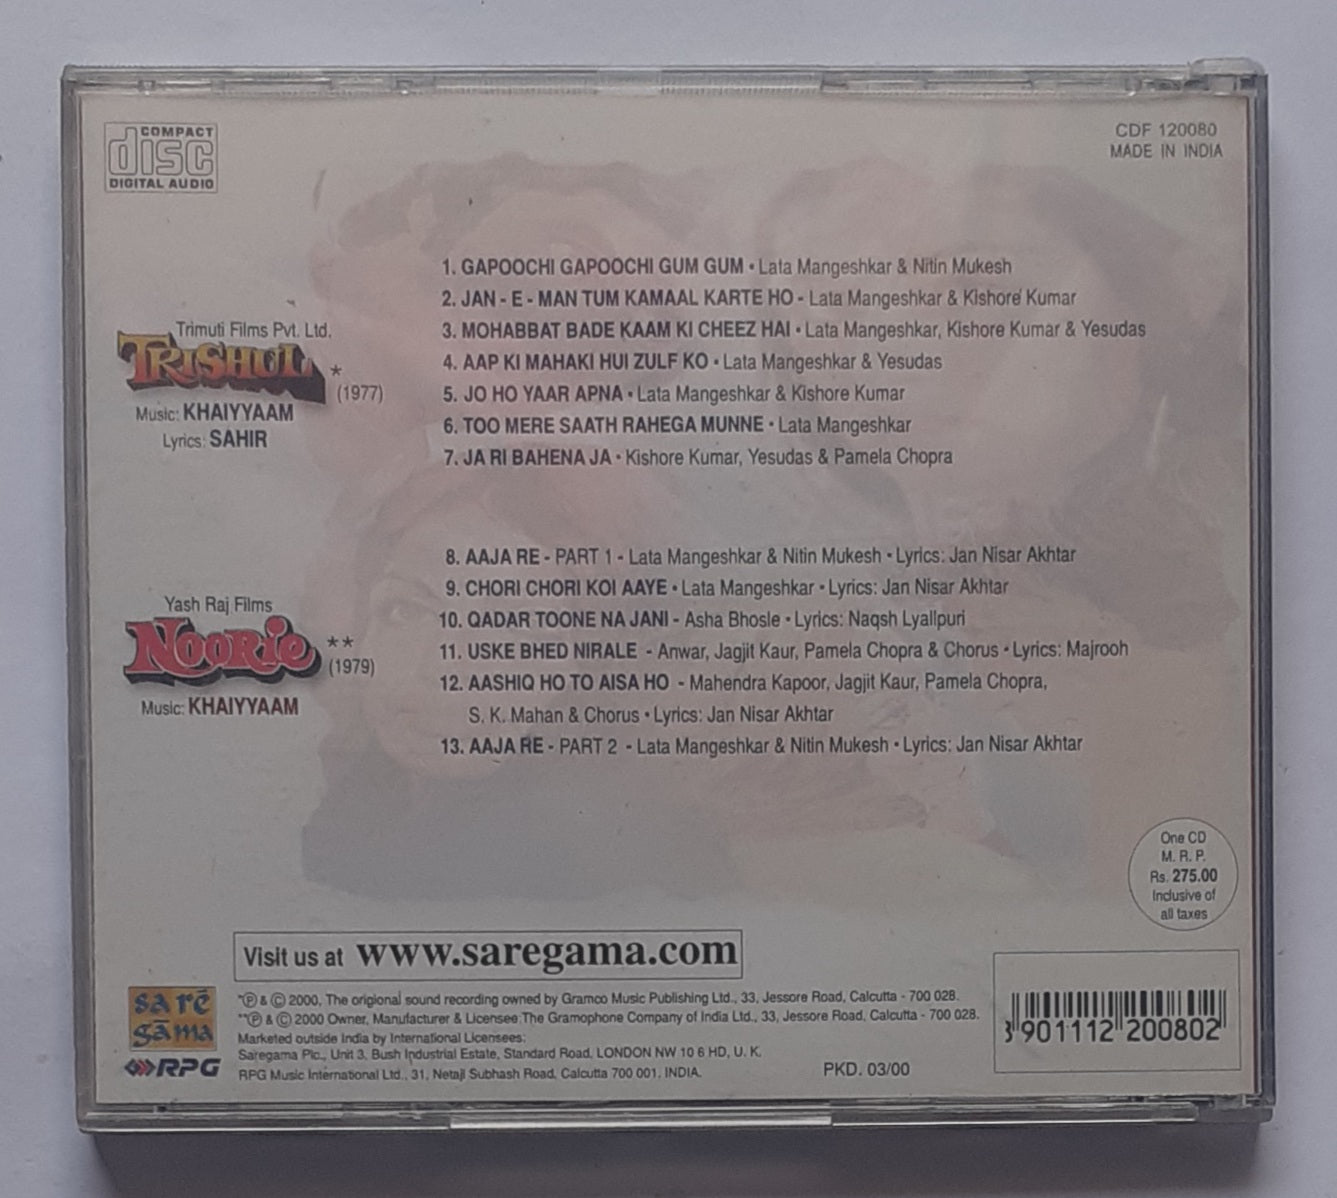 COMPACT
disc
DIGITAL AUDIO
CDF 120080
MADE IN INDIA
Trimuti Films Pvt. Ltd.
TRISHUL *
(1977)
Music: KHAIYYAAM
Lyrics: SAHIR
1. GAPOOCHI GAPOOCHI GUM GUM • Lata Mangeshkar & Nitin Mukesh
2. JAN - E - MAN TUM KAMAAL KARTE HO - Lata Mangeshkar & Kishore Kumar
3. MOHABBAT BADE KAAM KI CHEEZ HAI • Lata Mangeshkar, Kishore Kumar & Yesudas
4. AAP KI MAHAKI HUI ZULF KO • Lata Mangeshkar & Yesudas
5. JO HO YAAR APNA • Lata Mangeshkar & Kishore Kumar
6. TOO MERE SAATH RAHEGA MUNNE • Lata Mangeshkar
7. JA RI BAHENA JA • Kishore Kumar, Yesudas & Pamela Chopra
Yash Raj Films
NOORIE **
(1979)
Music: KHAIYYAAM
8. AAJA RE - PART 1 - Lata Mangeshkar & Nitin Mukesh • Lyrics: Jan Nisar Akhtar
9. CHORI CHORI KOI AAYE • Lata Mangeshkar • Lyrics: Jan Nisar Akhtar
10. QADAR TOONE NA JANI - Asha Bhosle • Lyrics: Naqsh Lyallpuri
11. USKE BHED NIRALE - Anwar, Jagjit Kaur, Pamela Chopra & Chorus • Lyrics: Majrooh
12. AASHIQ HO TO AISA HO - Mahendra Kapoor, Jagjit Kaur, Pamela Chopra,
S. K. Mahan & Chorus • Lyrics: Jan Nisar Akhtar
13. AAJA RE - PART 2 - Lata Mangeshkar & Nitin Mukesh • Lyrics: Jan Nisar Akhtar
One CD
M. R. P.
Rs. 275.00
Inclusive of
all taxes
Visit us at www.saregama.com
sa rē
gāma
RPG
*Ⓟ & © 2000, The origional sound recording owned by Gramco Music Publishing Ltd., 33, Jessore Road, Calcutta - 700 028.
**Ⓟ & © 2000 Owner, Manufacturer & Licensee:The Gramophone Company of India Ltd., 33, Jessore Road, Calcutta - 700 028.
Marketed outside India by International Licensees:
Saregama Plc., Unit 3, Bush Industrial Estate, Standard Road, LONDON NW 10 6 HD, U. K.
RPG Music International Ltd., 31, Netaji Subhash Road, Calcutta 700 001, INDIA.
PKD. 03/00
3 901112 200802